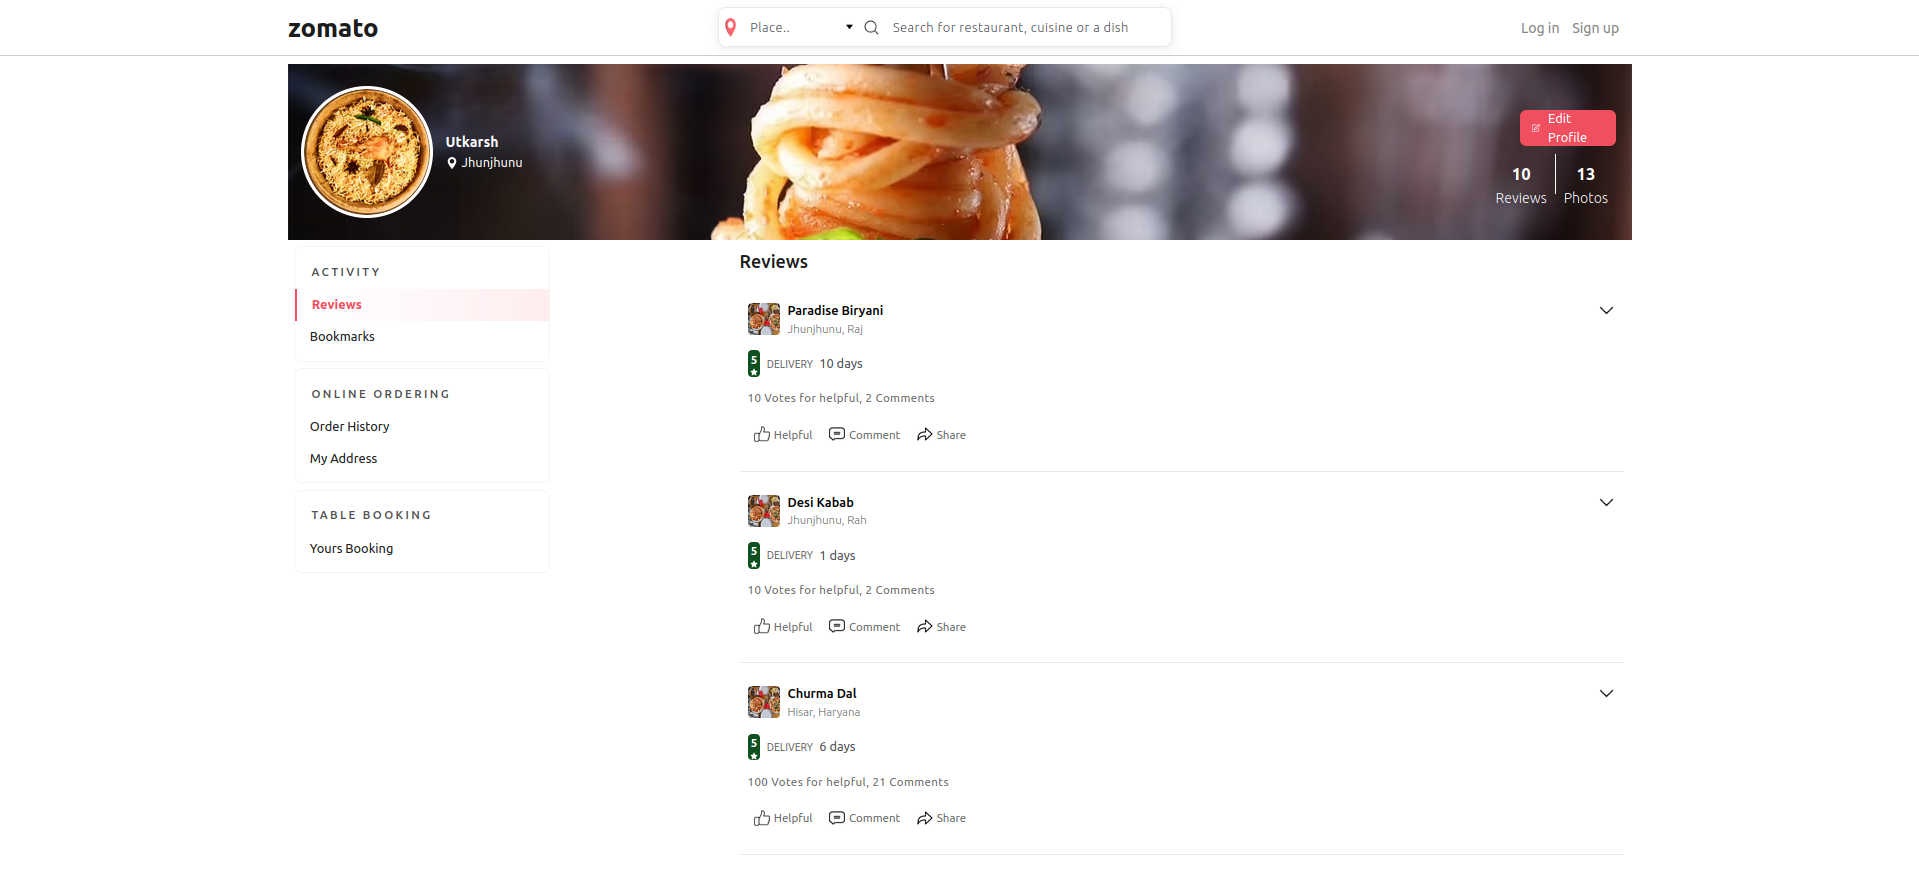 zomato
Place..
Search for restaurant, cuisine or a dish
Log in
Sign up
Utkarsh
Jhunjhunu
Edit
Profile
10
Reviews
13
Photos
ACTIVITY
Reviews
Bookmarks
ONLINE ORDERING
Order History
My Address
TABLE BOOKING
Yours Booking
Reviews
Paradise Biryani
Jhunjhunu, Raj
5
DELIVERY 10 days
10 Votes for helpful, 2 Comments
Helpful Comment Share
Desi Kabab
Jhunjhunu, Rah
5
DELIVERY 1 days
10 Votes for helpful, 2 Comments
Helpful Comment Share
Churma Dal
Hisar, Haryana
5
DELIVERY 6 days
100 Votes for helpful, 21 Comments
Helpful Comment Share